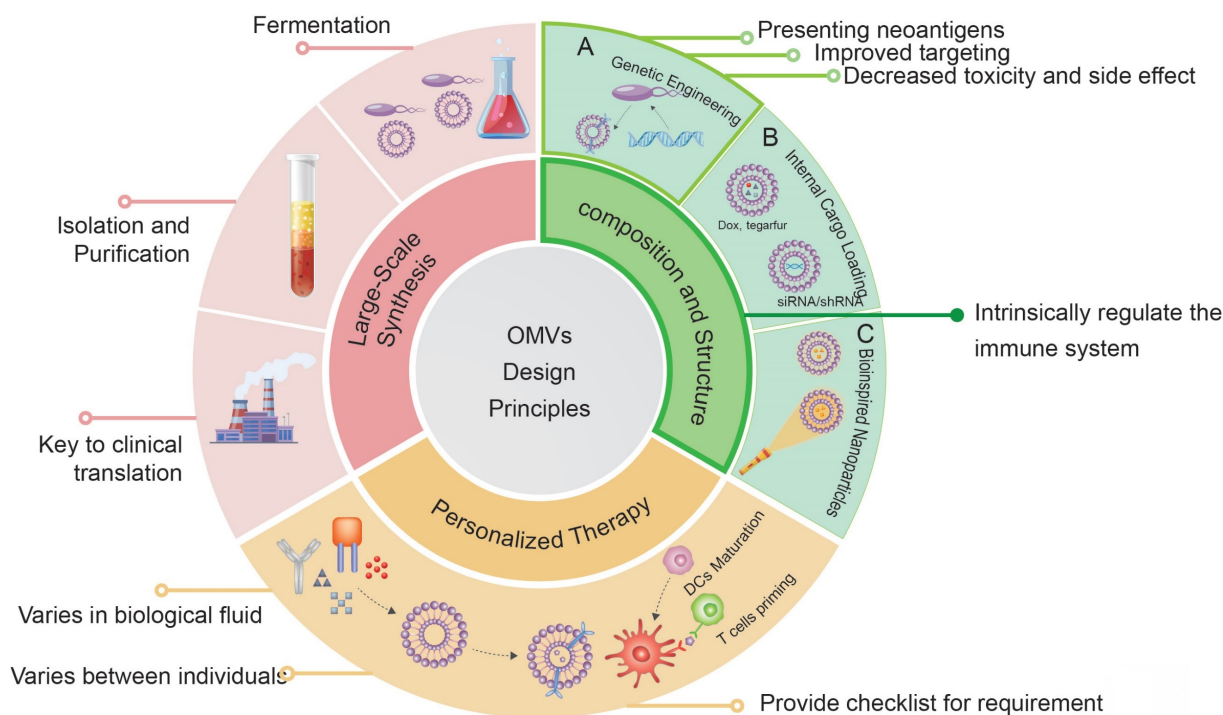 Fermentation
Isolation and
Purification
Key to clinical
translation
Large-Scale
Synthesis
A
Genetic Engineering
Presenting neoantigens
Improved targeting
Decreased toxicity and side effect
B
Internal Cargo Loading
Dox, tegarfur
siRNA/shRNA
C
Bioinspired Nanoparticles
composition and Structure
Intrinsically regulate the
immune system
OMVs
Design
Principles
Personalized Therapy
DCs Maturation
T cells priming
Varies in biological fluid
Varies between individuals
Provide checklist for requirement